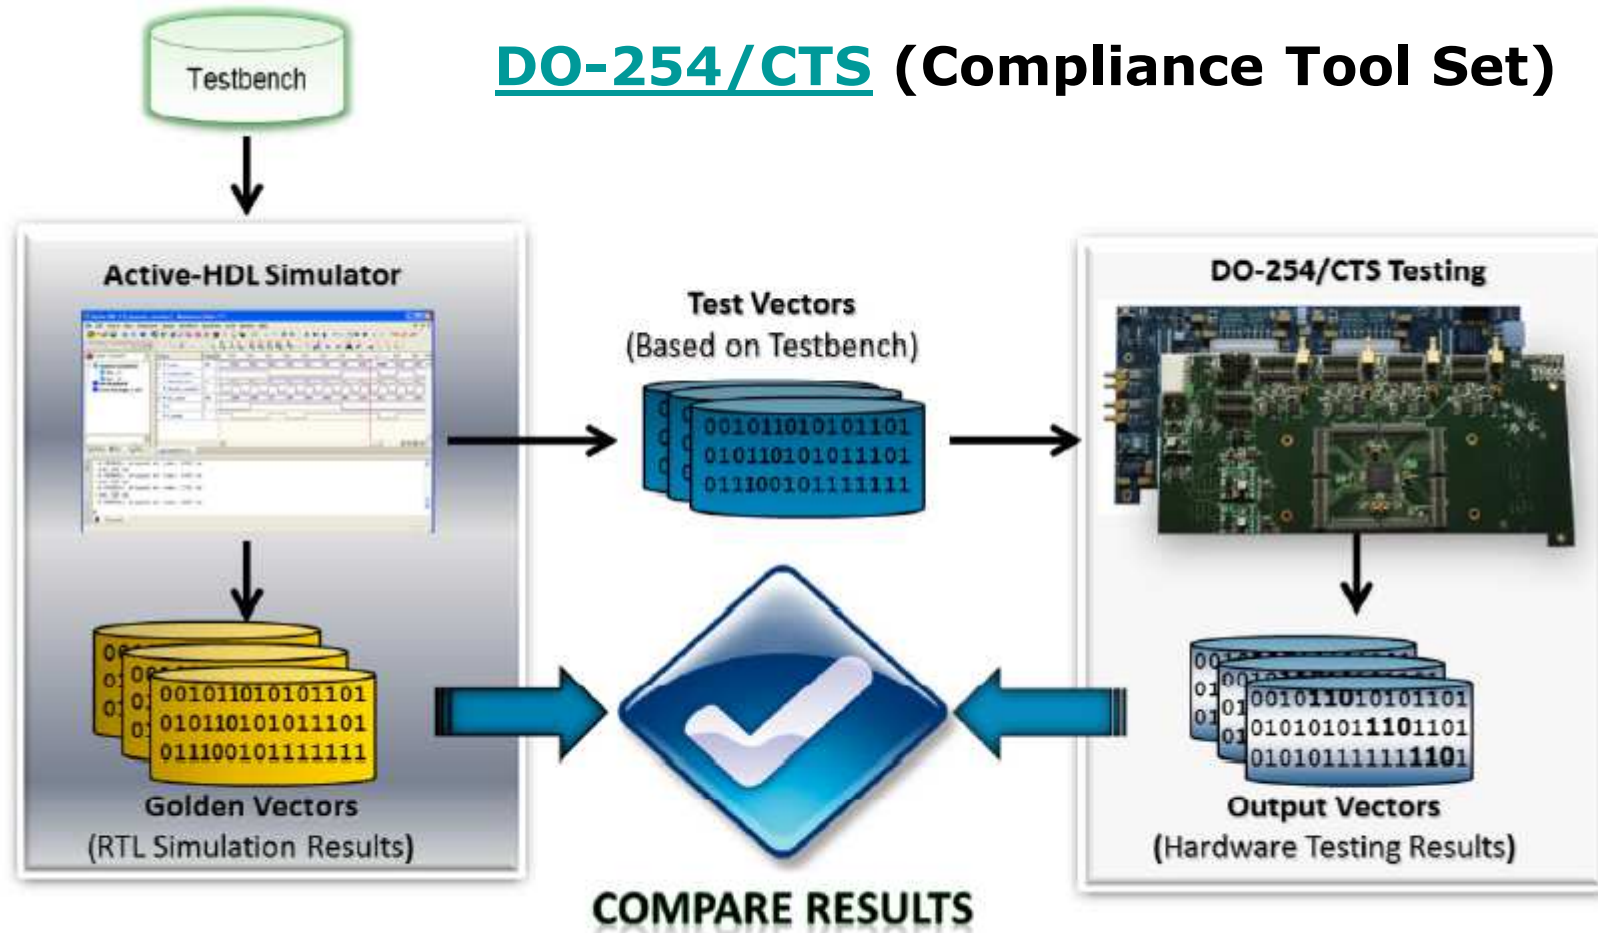 Testbench
DO-254/CTS (Compliance Tool Set)
Active-HDL Simulator
Test Vectors
(Based on Testbench)
001011010101101
010110101011101
011100101111111
DO-254/CTS Testing
001011010101101
010110101011101
011100101111111
Golden Vectors
(RTL Simulation Results)
001011010101101
010101011101101
010101111111101
Output Vectors
(Hardware Testing Results)
COMPARE RESULTS